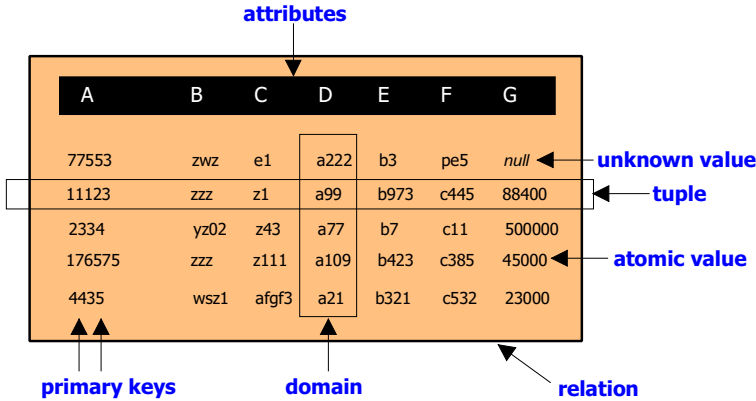 attributes
A B C D E F G
77553 zwz e1 a222 b3 pe5 null unknown value
11123 zzz z1 a99 b973 c445 88400 tuple
2334 yz02 z43 a77 b7 c11 500000
176575 zzz z111 a109 b423 c385 45000 atomic value
4435 wsz1 afgf3 a21 b321 c532 23000
primary keys domain relation